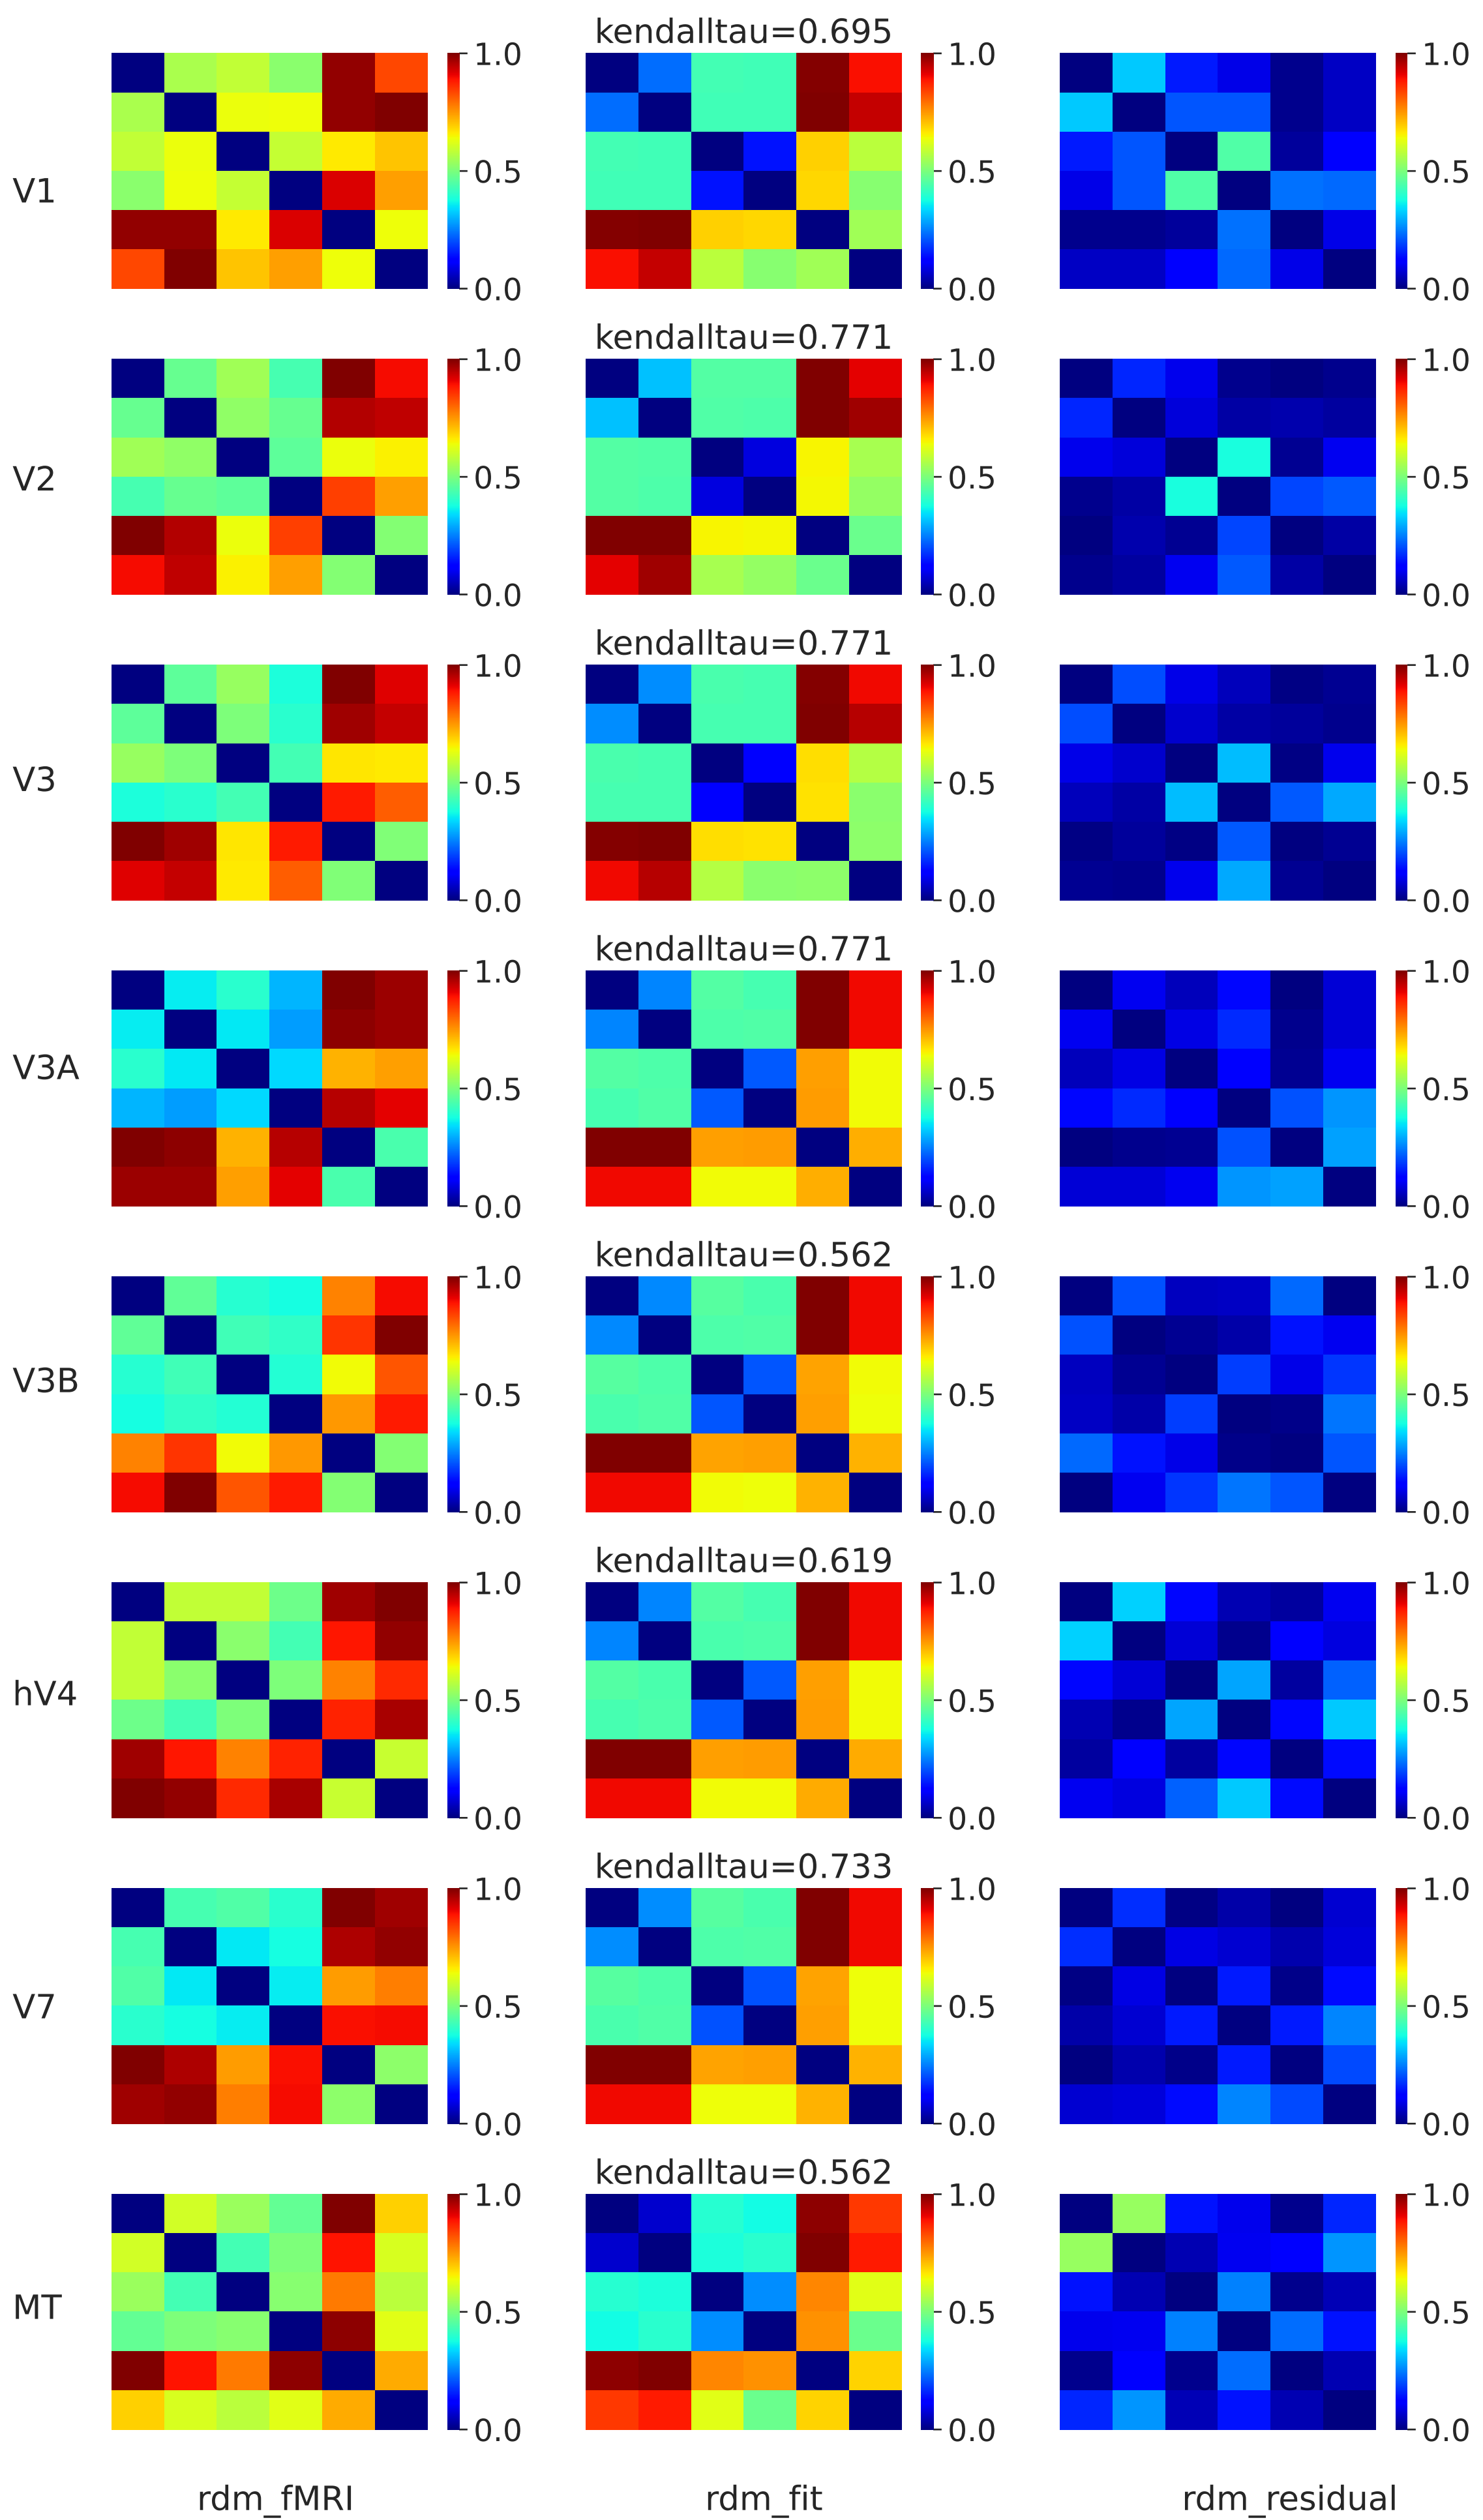 kendalltau=0.695
1.0 1.0 1.0
V1 0.5 0.5 0.5
0.0 0.0 0.0
kendalltau=0.771
1.0 1.0 1.0
V2 0.5 0.5 0.5
0.0 0.0 0.0
kendalltau=0.771
1.0 1.0 1.0
V3 0.5 0.5 0.5
0.0 0.0 0.0
kendalltau=0.771
1.0 1.0 1.0
V3A 0.5 0.5 0.5
0.0 0.0 0.0
kendalltau=0.562
1.0 1.0 1.0
V3B 0.5 0.5 0.5
0.0 0.0 0.0
kendalltau=0.619
1.0 1.0 1.0
hV4 0.5 0.5 0.5
0.0 0.0 0.0
kendalltau=0.733
1.0 1.0 1.0
V7 0.5 0.5 0.5
0.0 0.0 0.0
kendalltau=0.562
1.0 1.0 1.0
MT 0.5 0.5 0.5
0.0 0.0 0.0
rdm_fMRI rdm_fit rdm_residual